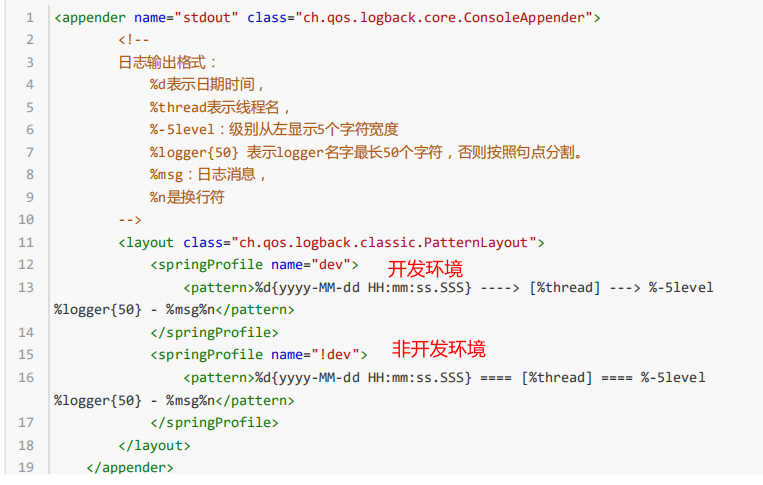 1 <appender name="stdout" class="ch.qos.logback.core.ConsoleAppender">
2 <!--
3 日志输出格式：
4 %d表示日期时间，
5 %thread表示线程名，
6 %-5level：级别从左显示5个字符宽度
7 %logger{50} 表示logger名字最长50个字符，否则按照句点分割。
8 %msg：日志消息，
9 %n是换行符
10 -->
11 <layout class="ch.qos.logback.classic.PatternLayout">
12 <springProfile name="dev"> 开发环境
13 <pattern>%d{yyyy-MM-dd HH:mm:ss.SSS} ----> [%thread] ---> %-5level
%logger{50} - %msg%n</pattern>
14 </springProfile>
15 <springProfile name="!dev"> 非开发环境
16 <pattern>%d{yyyy-MM-dd HH:mm:ss.SSS} ==== [%thread] ==== %-5level
%logger{50} - %msg%n</pattern>
17 </springProfile>
18 </layout>
19 </appender>